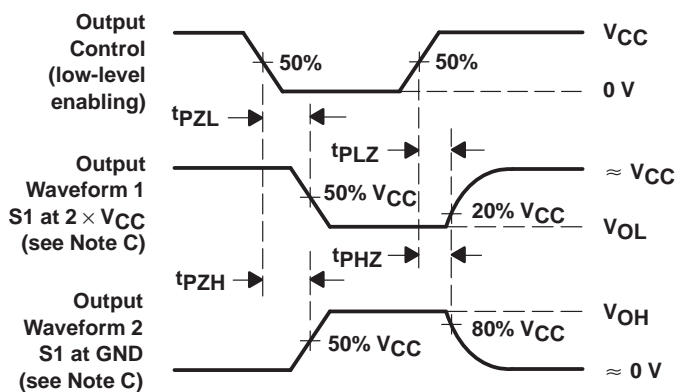 Output
Control
(low-level
enabling)
50%
50%
VCC
0 V
tPZL
tPLZ
Output
Waveform 1
S1 at 2 × VCC
(see Note C)
50% VCC
20% VCC
≈ VCC
VOL
tPZH
tPHZ
Output
Waveform 2
S1 at GND
(see Note C)
50% VCC
80% VCC
VOH
≈ 0 V